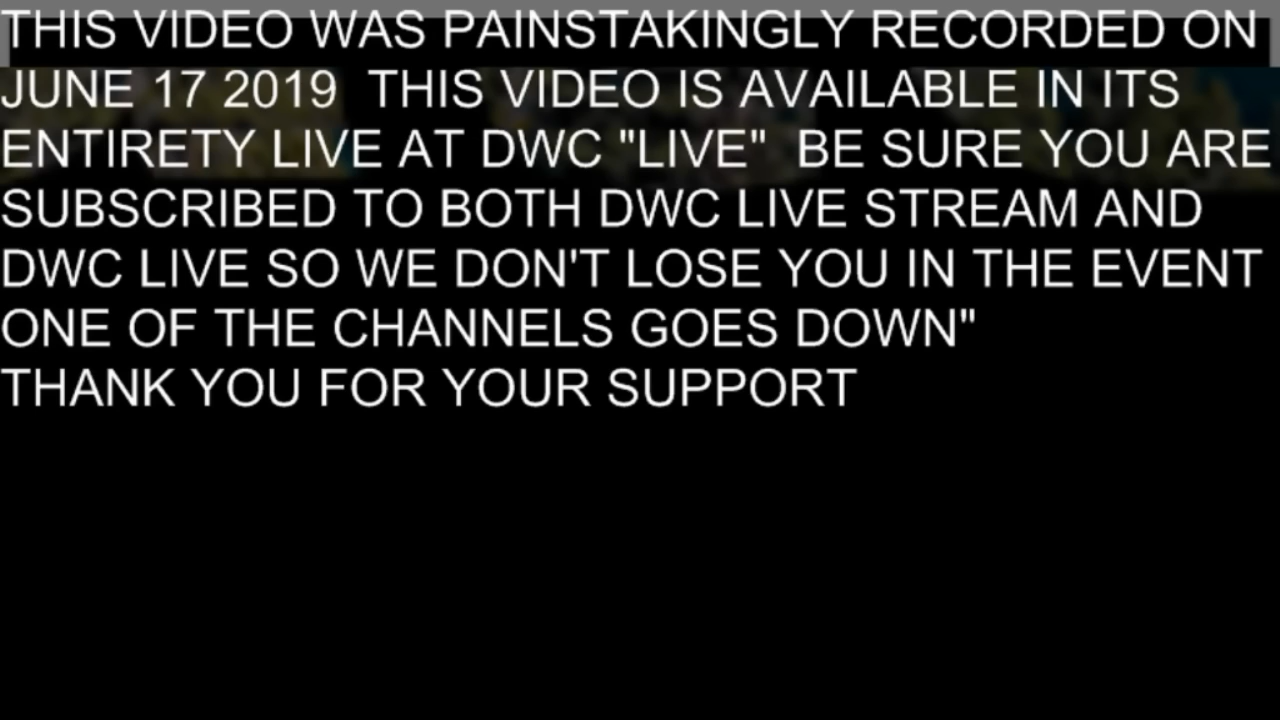 THIS VIDEO WAS PAINSTAKINGLY RECORDED ON
JUNE 17 2019  THIS VIDEO IS AVAILABLE IN ITS
ENTIRETY LIVE AT DWC "LIVE"  BE SURE YOU ARE
SUBSCRIBED TO BOTH DWC LIVE STREAM AND
DWC LIVE SO WE DON'T LOSE YOU IN THE EVENT
ONE OF THE CHANNELS GOES DOWN"
THANK YOU FOR YOUR SUPPORT